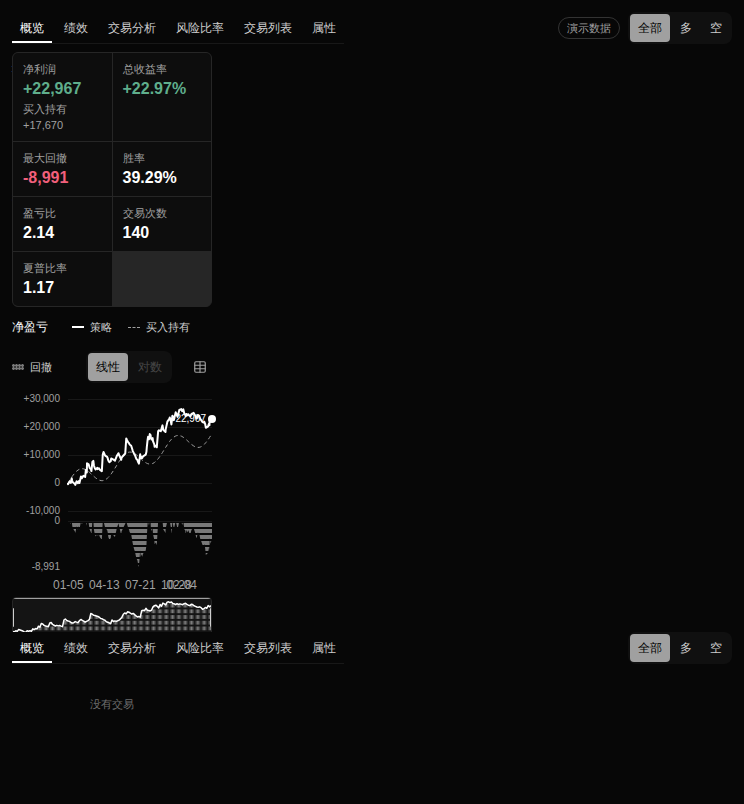 概览 绩效 交易分析 风险比率 交易列表 属性 演示数据 全部 多 空
净利润 总收益率
+22,967 +22.97%
买入持有
+17,670
最大回撤 胜率
-8,991 39.29%
盈亏比 交易次数
2.14 140
夏普比率
1.17
净盈亏 策略 买入持有
回撤 线性 对数
+30,000
+20,000
+10,000
0
-10,000
0
-8,991
01-05 04-13 07-21 10-28 02-04
概览 绩效 交易分析 风险比率 交易列表 属性 全部 多 空
没有交易